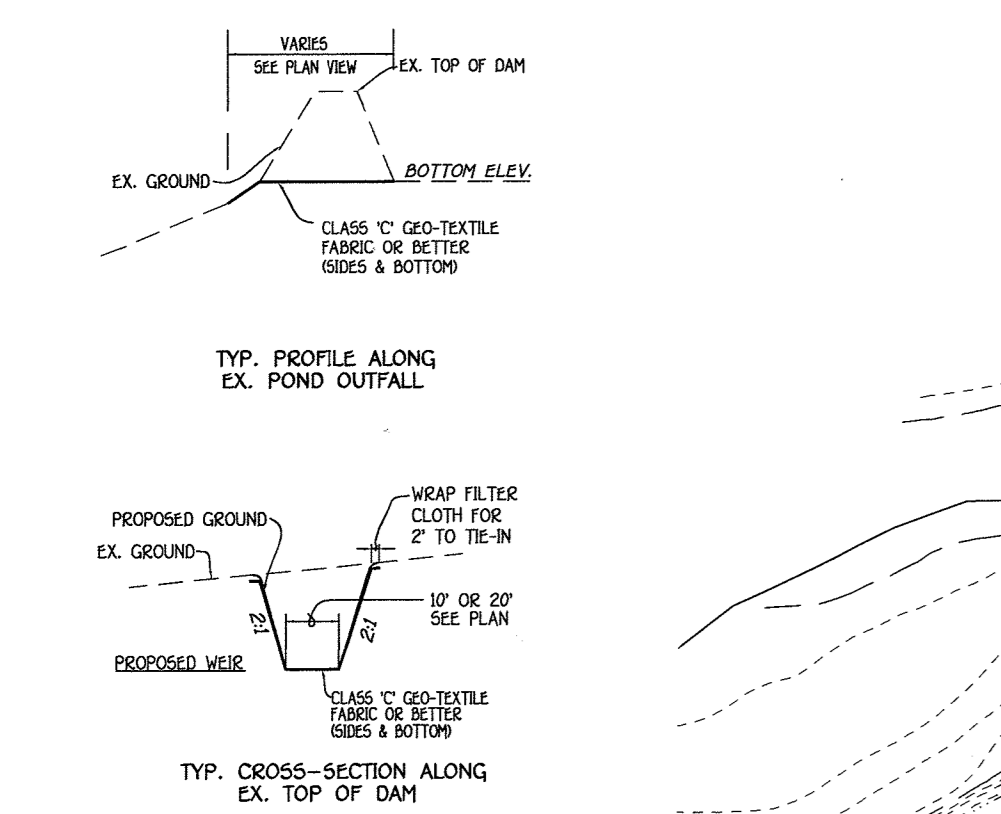 VARIES
SEE PLAN VIEW
EX. TOP OF DAM
BOTTOM ELEV.
EX. GROUND
CLASS 'C' GEO-TEXTILE
FABRIC OR BETTER
(SIDES & BOTTOM)
TYP. PROFILE ALONG
EX. POND OUTFALL
WRAP FILTER
CLOTH FOR
2' TO TIE-IN
PROPOSED GROUND
EX. GROUND
10' OR 20'
SEE PLAN
2:1
2:1
PROPOSED WEIR
CLASS 'C' GEO-TEXTILE
FABRIC OR BETTER
(SIDES & BOTTOM)
TYP. CROSS-SECTION ALONG
EX. TOP OF DAM